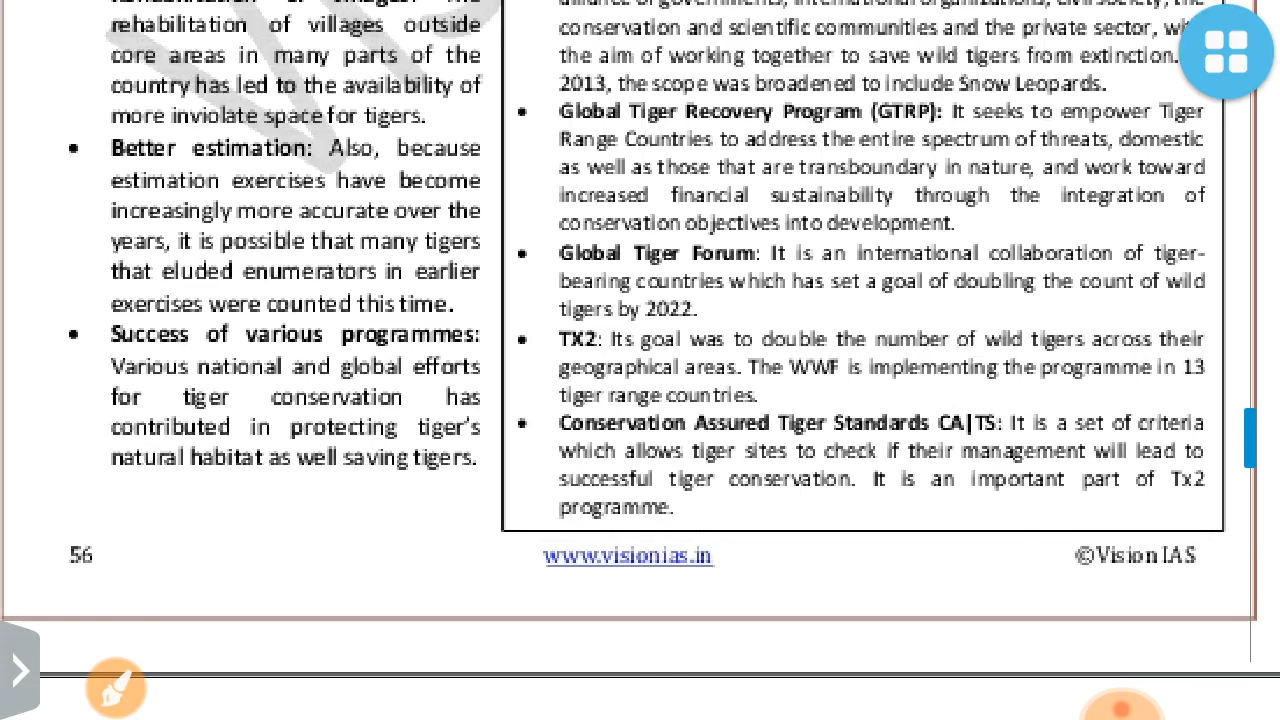 rehabilitation of villages outside
core areas in many parts of the
country has led to the availability of
more inviolate space for tigers.
• Better estimation: Also, because
estimation exercises have become
increasingly more accurate over the
years, it is possible that many tigers
that eluded enumerators in earlier
exercises were counted this time.
• Success of various programmes:
Various national and global efforts
for tiger conservation has
contributed in protecting tiger's
natural habitat as well saving tigers.
conservation and scientific communities and the private sector,
the aim of working together to save wild tigers from extinction.
2013, the scope was broadened to include Snow Leopards.
• Global Tiger Recovery Program (GTRP): It seeks to empower Tiger
Range Countries to address the entire spectrum of threats, domestic
as well as those that are transboundary in nature, and work toward
increased financial sustainability through the integration of
conservation objectives into development.
• Global Tiger Forum: It is an international collaboration of tiger-
bearing countries which has set a goal of doubling the count of wild
tigers by 2022.
• TX2: Its goal was to double the number of wild tigers across their
geographical areas. The WWF is implementing the programme in 13
tiger range countries.
• Conservation Assured Tiger Standards CA|TS: It is a set of criteria
which allows tiger sites to check if their management will lead to
successful tiger conservation. It is an important part of Tx2
programme.
56 www.visionias.in ©Vision IAS